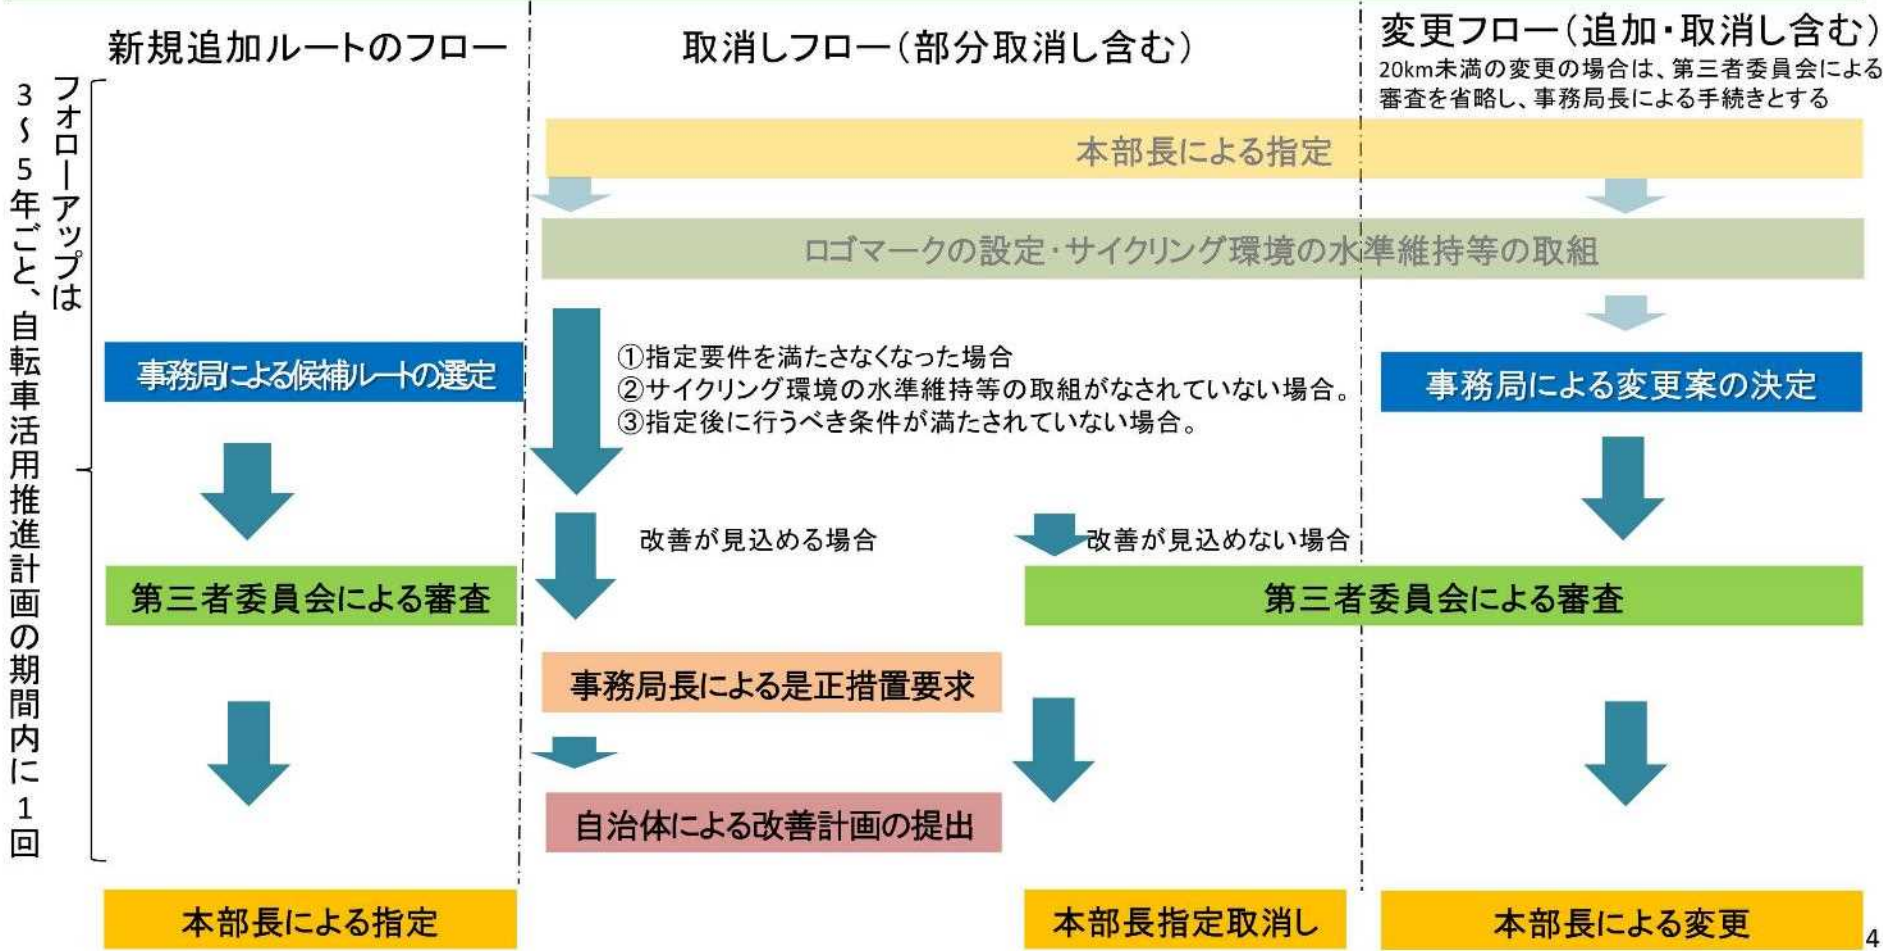 新規追加ルートのフロー
取消しフロー(部分取消し含む)
変更フロー(追加・取消し含む)
20km未満の変更の場合は、第三者委員会による
審査を省略し、事務局長による手続きとする
フォローアップは
3～5年ごと、自転車活用推進計画の期間内に1回
本部長による指定
ロゴマークの設定・サイクリング環境の水準維持等の取組
事務局による候補ルートの選定
①指定要件を満たさなくなった場合
②サイクリング環境の水準維持等の取組がなされていない場合。
③指定後に行うべき条件が満たされていない場合。
事務局による変更案の決定
改善が見込める場合
改善が見込めない場合
第三者委員会による審査
第三者委員会による審査
事務局長による是正措置要求
自治体による改善計画の提出
本部長による指定
本部長指定取消し
本部長による変更
4